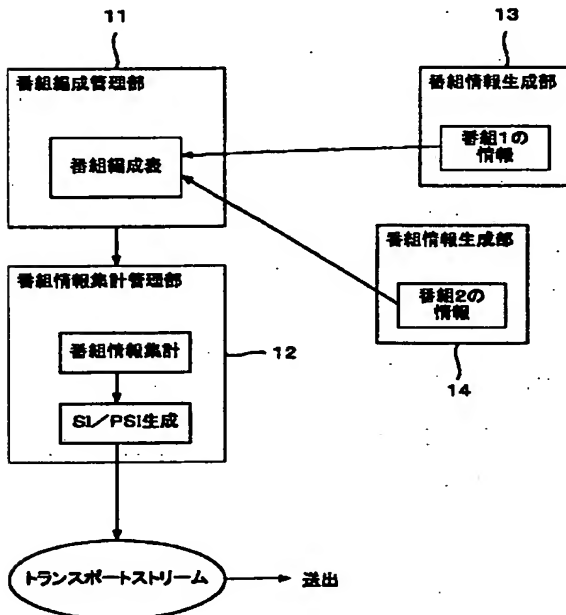 11
13
番組編成管理部
番組編成表
番組情報生成部
番組1の
情報
番組情報生成部
番組2の
情報
14
番組情報集計管理部
番組情報集計
12
SI/PSI生成
トランスポートストリーム
送出